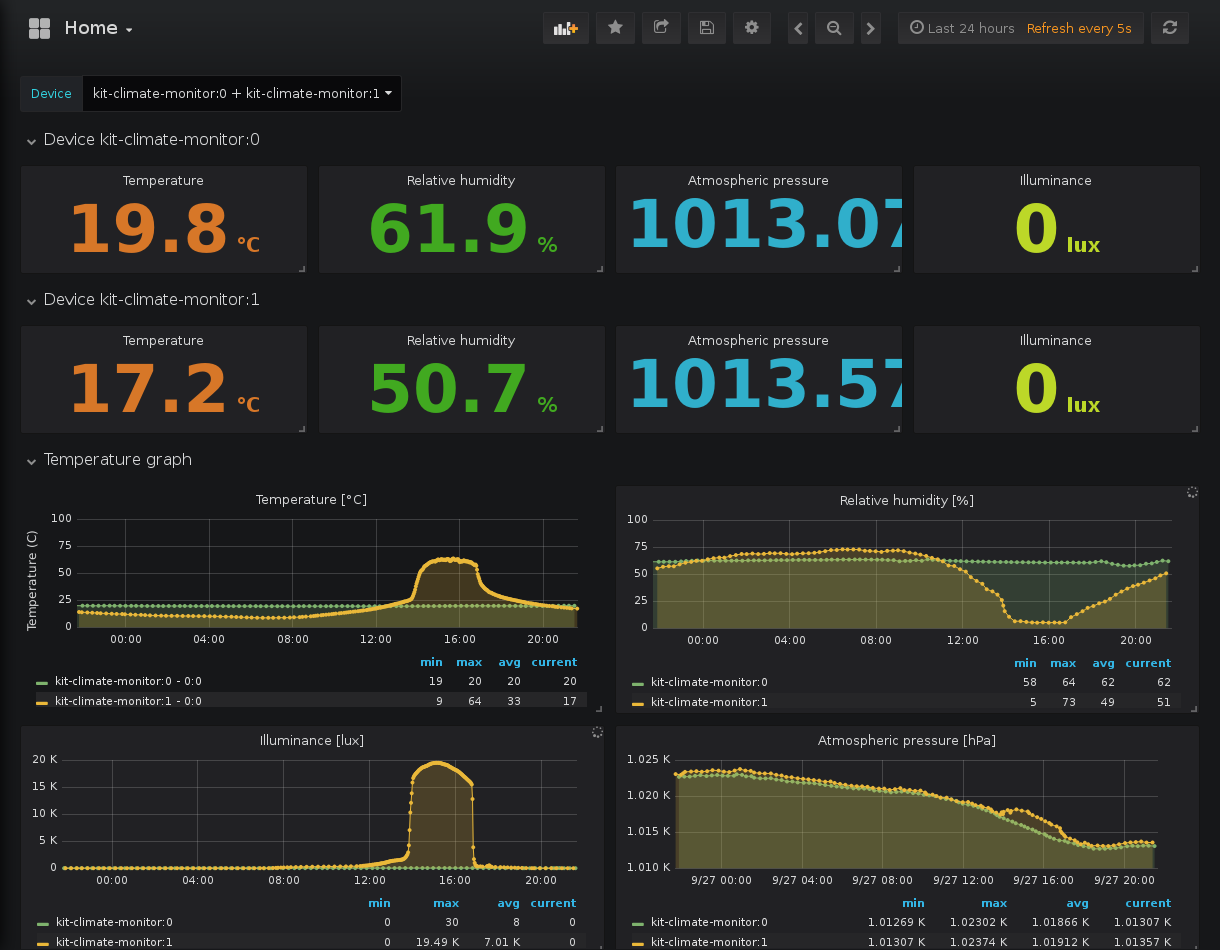 Home
Last 24 hours Refresh every 5s
Device kit-climate-monitor:0 + kit-climate-monitor:1
Device kit-climate-monitor:0
Temperature Relative humidity Atmospheric pressure Illuminance
19.8 °C 61.9 % 1013.07 0 lux
Device kit-climate-monitor:1
Temperature Relative humidity Atmospheric pressure Illuminance
17.2 °C 50.7 % 1013.57 0 lux
Temperature graph
Temperature [°C]
Temperature (C)
100
75
50
25
0
00:00 04:00 08:00 12:00 16:00 20:00
min max avg current
kit-climate-monitor:0 - 0:0 19 20 20 20
kit-climate-monitor:1 - 0:0 9 64 33 17
Relative humidity [%]
100
75
50
25
0
00:00 04:00 08:00 12:00 16:00 20:00
min max avg current
kit-climate-monitor:0 58 64 62 62
kit-climate-monitor:1 5 73 49 51
Illuminance [lux]
20 K
15 K
10 K
5 K
0
00:00 04:00 08:00 12:00 16:00 20:00
min max avg current
kit-climate-monitor:0 0 30 8 0
kit-climate-monitor:1 0 19.49 K 7.01 K 0
Atmospheric pressure [hPa]
1.025 K
1.020 K
1.015 K
1.010 K
9/27 00:00 9/27 04:00 9/27 08:00 9/27 12:00 9/27 16:00 9/27 20:00
min max avg current
kit-climate-monitor:0 1.01269 K 1.02302 K 1.01866 K 1.01307 K
kit-climate-monitor:1 1.01307 K 1.02374 K 1.01912 K 1.01357 K